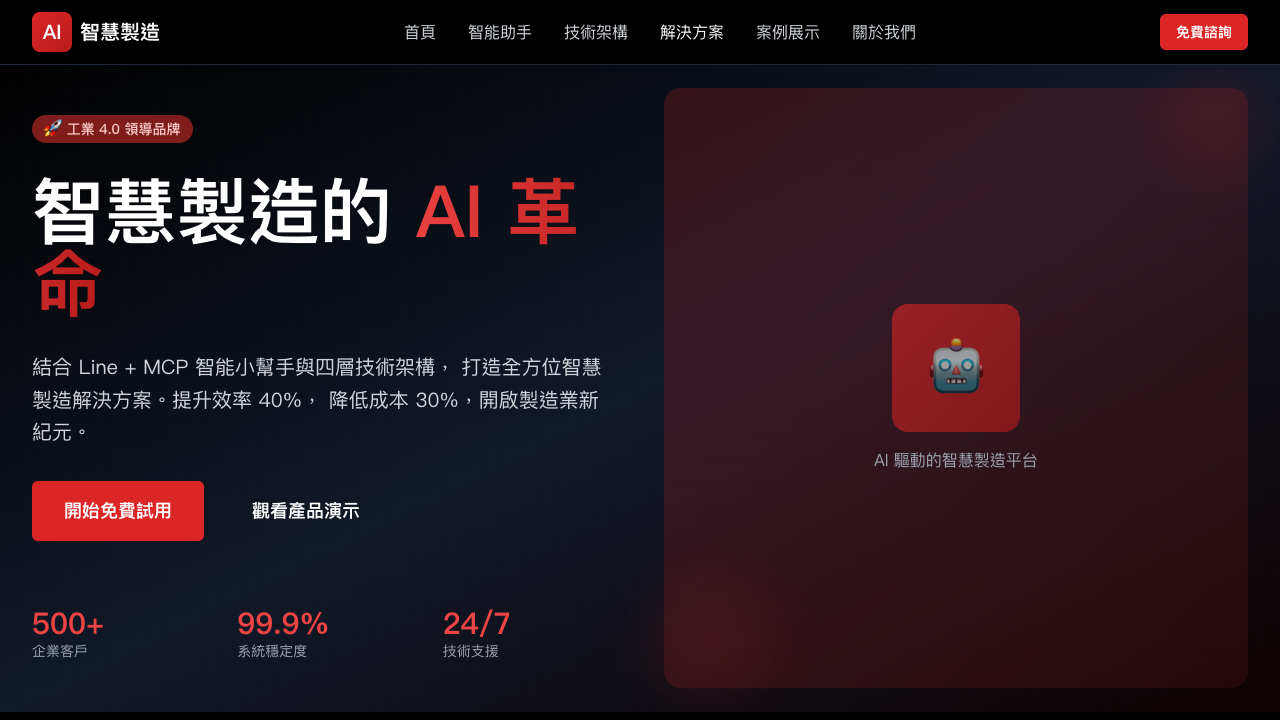 AI 智慧製造
首頁 智能助手 技術架構 解決方案 案例展示 關於我們
免費諮詢
🚀 工業 4.0 領導品牌
智慧製造的 AI 革
命
結合 Line + MCP 智能小幫手與四層技術架構， 打造全方位智慧
製造解決方案。提升效率 40%， 降低成本 30%，開啟製造業新
紀元。
開始免費試用 觀看產品演示
500+ 99.9% 24/7
企業客戶 系統穩定度 技術支援
AI 驅動的智慧製造平台